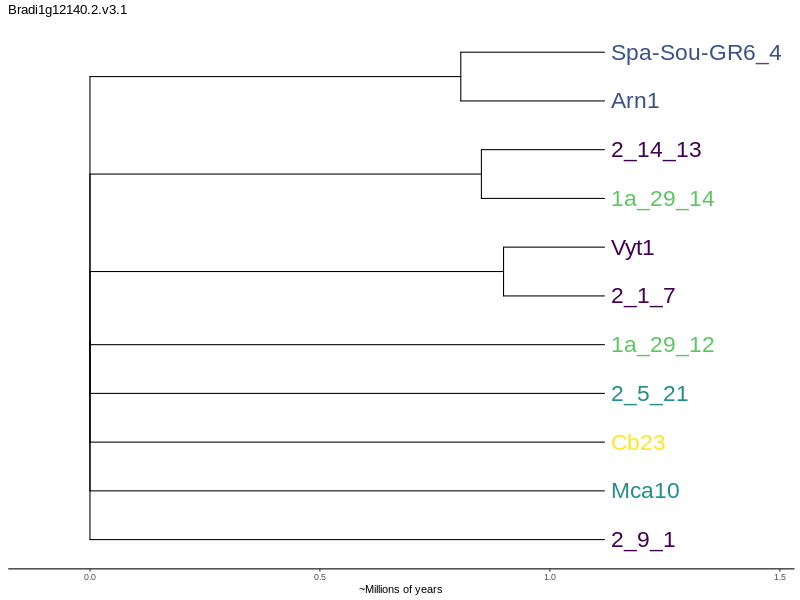 Bradi1g12140.2.v3.1
Spa-Sou-GR6_4
Arn1
2_14_13
1a_29_14
Vyt1
2_1_7
1a_29_12
2_5_21
Cb23
Mca10
2_9_1
0.0 0.5 1.0 1.5
~Millions of years